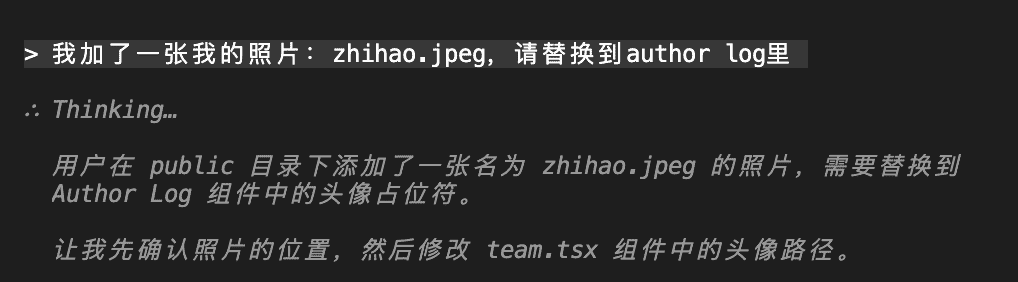 > 我加了一张我的照片：zhihao.jpeg，请替换到author log里
∴ Thinking…
用户在 public 目录下添加了一张名为 zhihao.jpeg 的照片，需要替换到
Author Log 组件中的头像占位符。
让我先确认照片的位置，然后修改 team.tsx 组件中的头像路径。